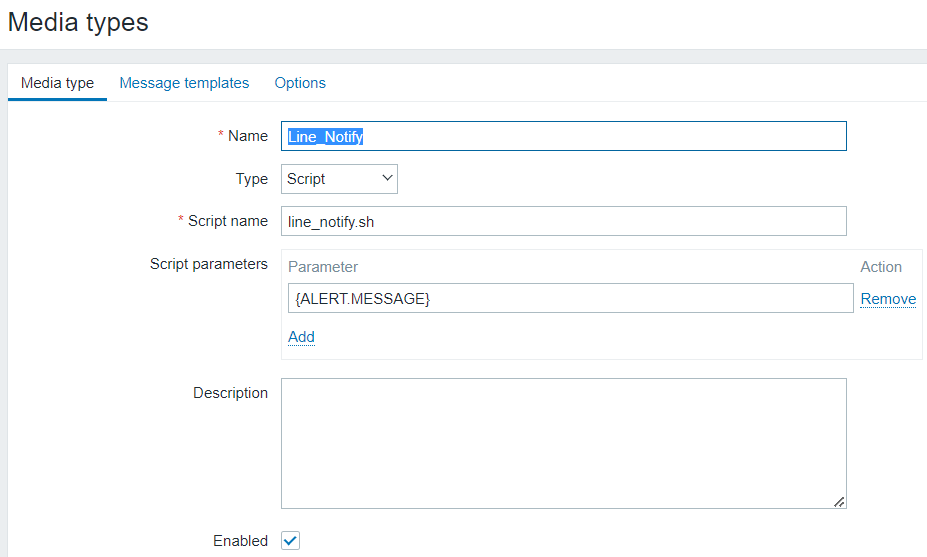 Media types
Media type Message templates Options
* Name Line_Notify
Type Script
* Script name line_notify.sh
Script parameters Parameter Action
{ALERT.MESSAGE} Remove
Add
Description
Enabled